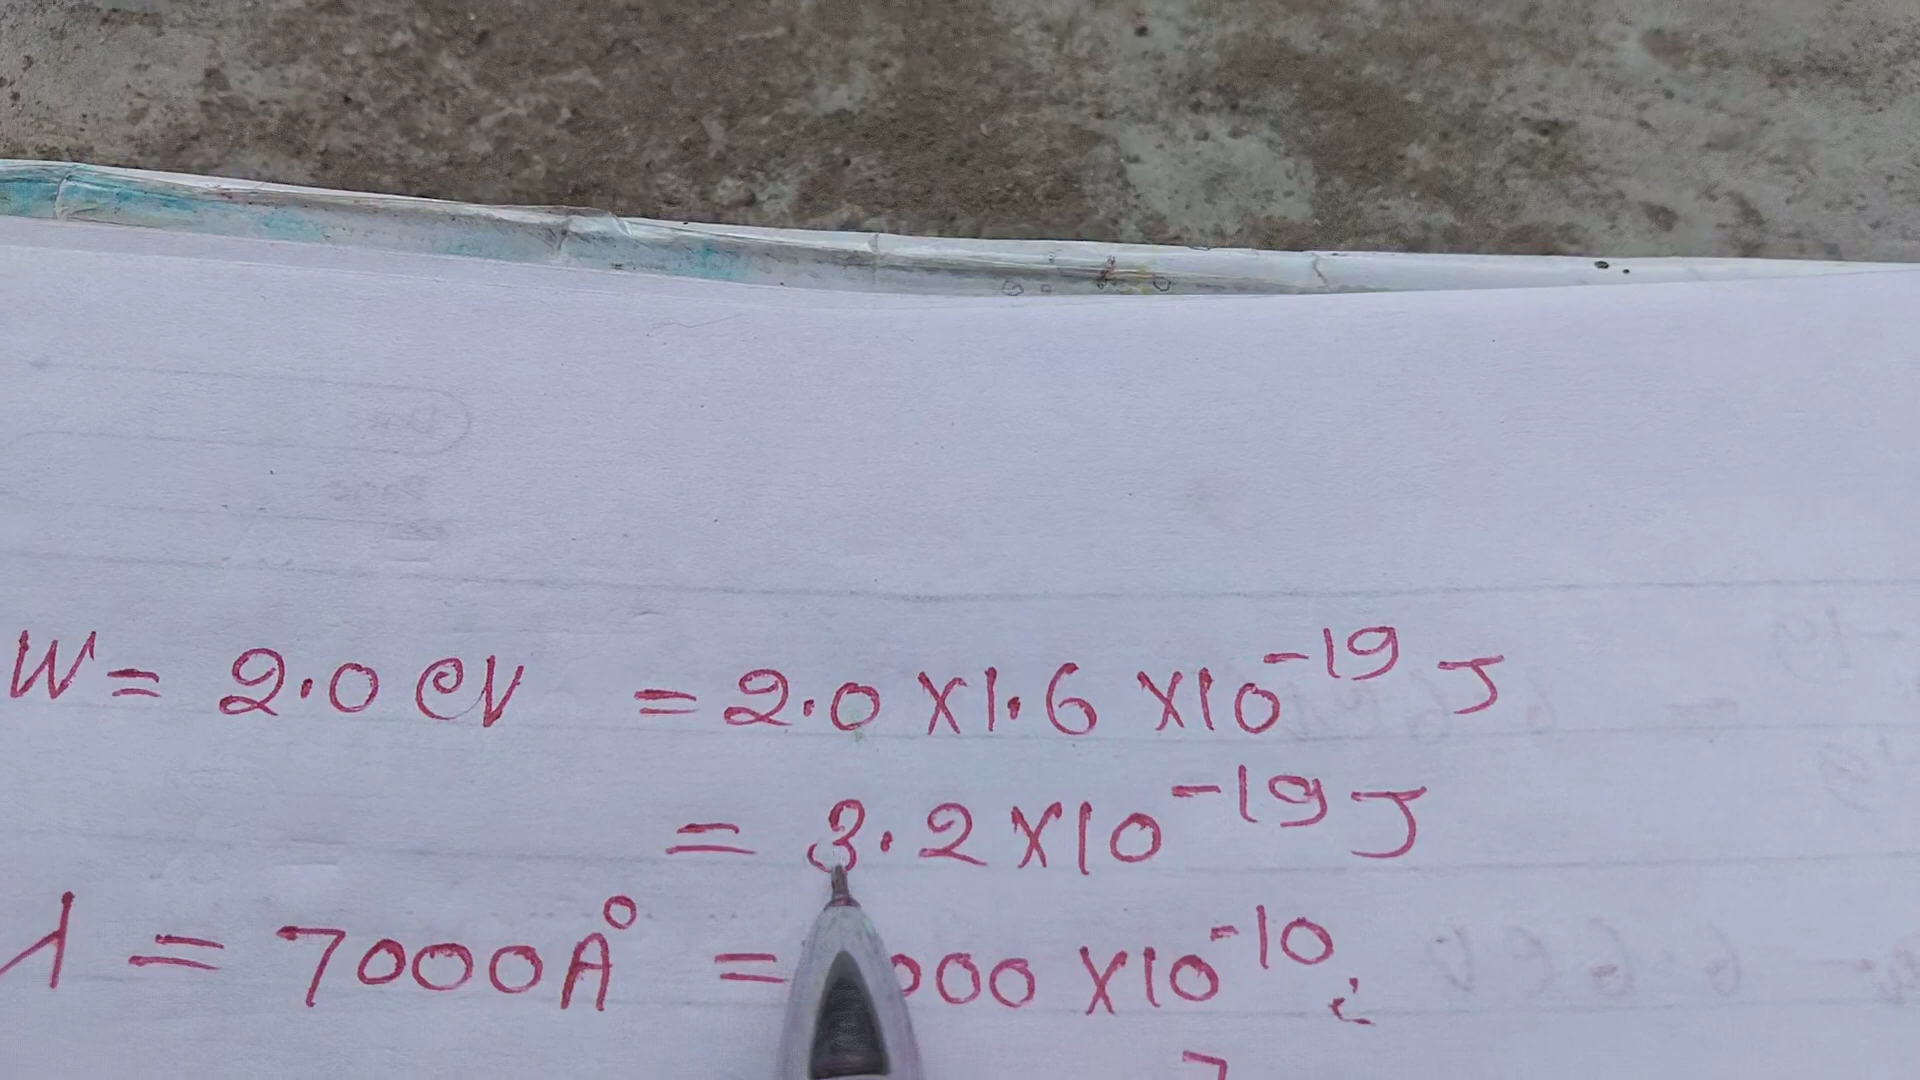 W = 2.0 eV = 2.0 X 1.6 X 10⁻¹⁹ J
= 3.2 X 10⁻¹⁹ J
λ = 7000 A° = 000 X 10⁻¹⁰